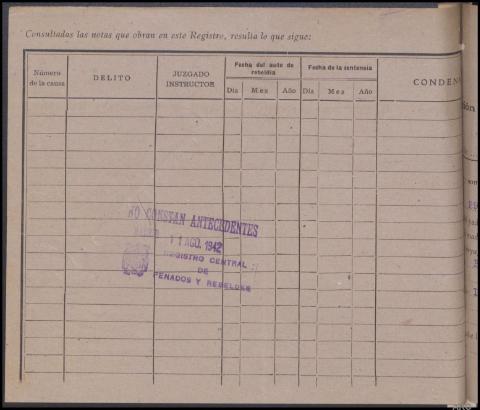 Consultadas las notas que obran en este Registro, resulta lo que sigue:
Número
de la causa
DELITO
JUZGADO
INSTRUCTOR
Fecha del auto de
rebeldía
Día Mes Año
Fecha de la sentencia
Día Mes Año
CONDENA
NO CONSTAN ANTECEDENTES
11 AGO. 1942
REGISTRO CENTRAL
DE
PENADOS Y REBELDES